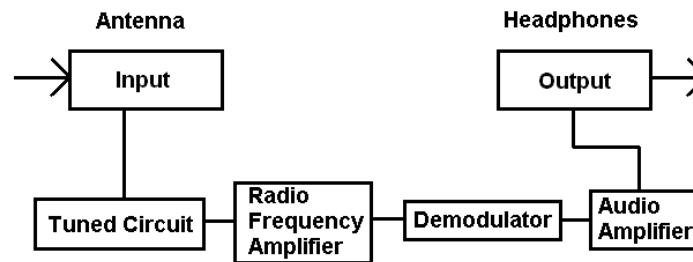 Antenna
Headphones
Input
Output
Tuned Circuit
Radio
Frequency
Amplifier
Demodulator
Audio
Amplifier